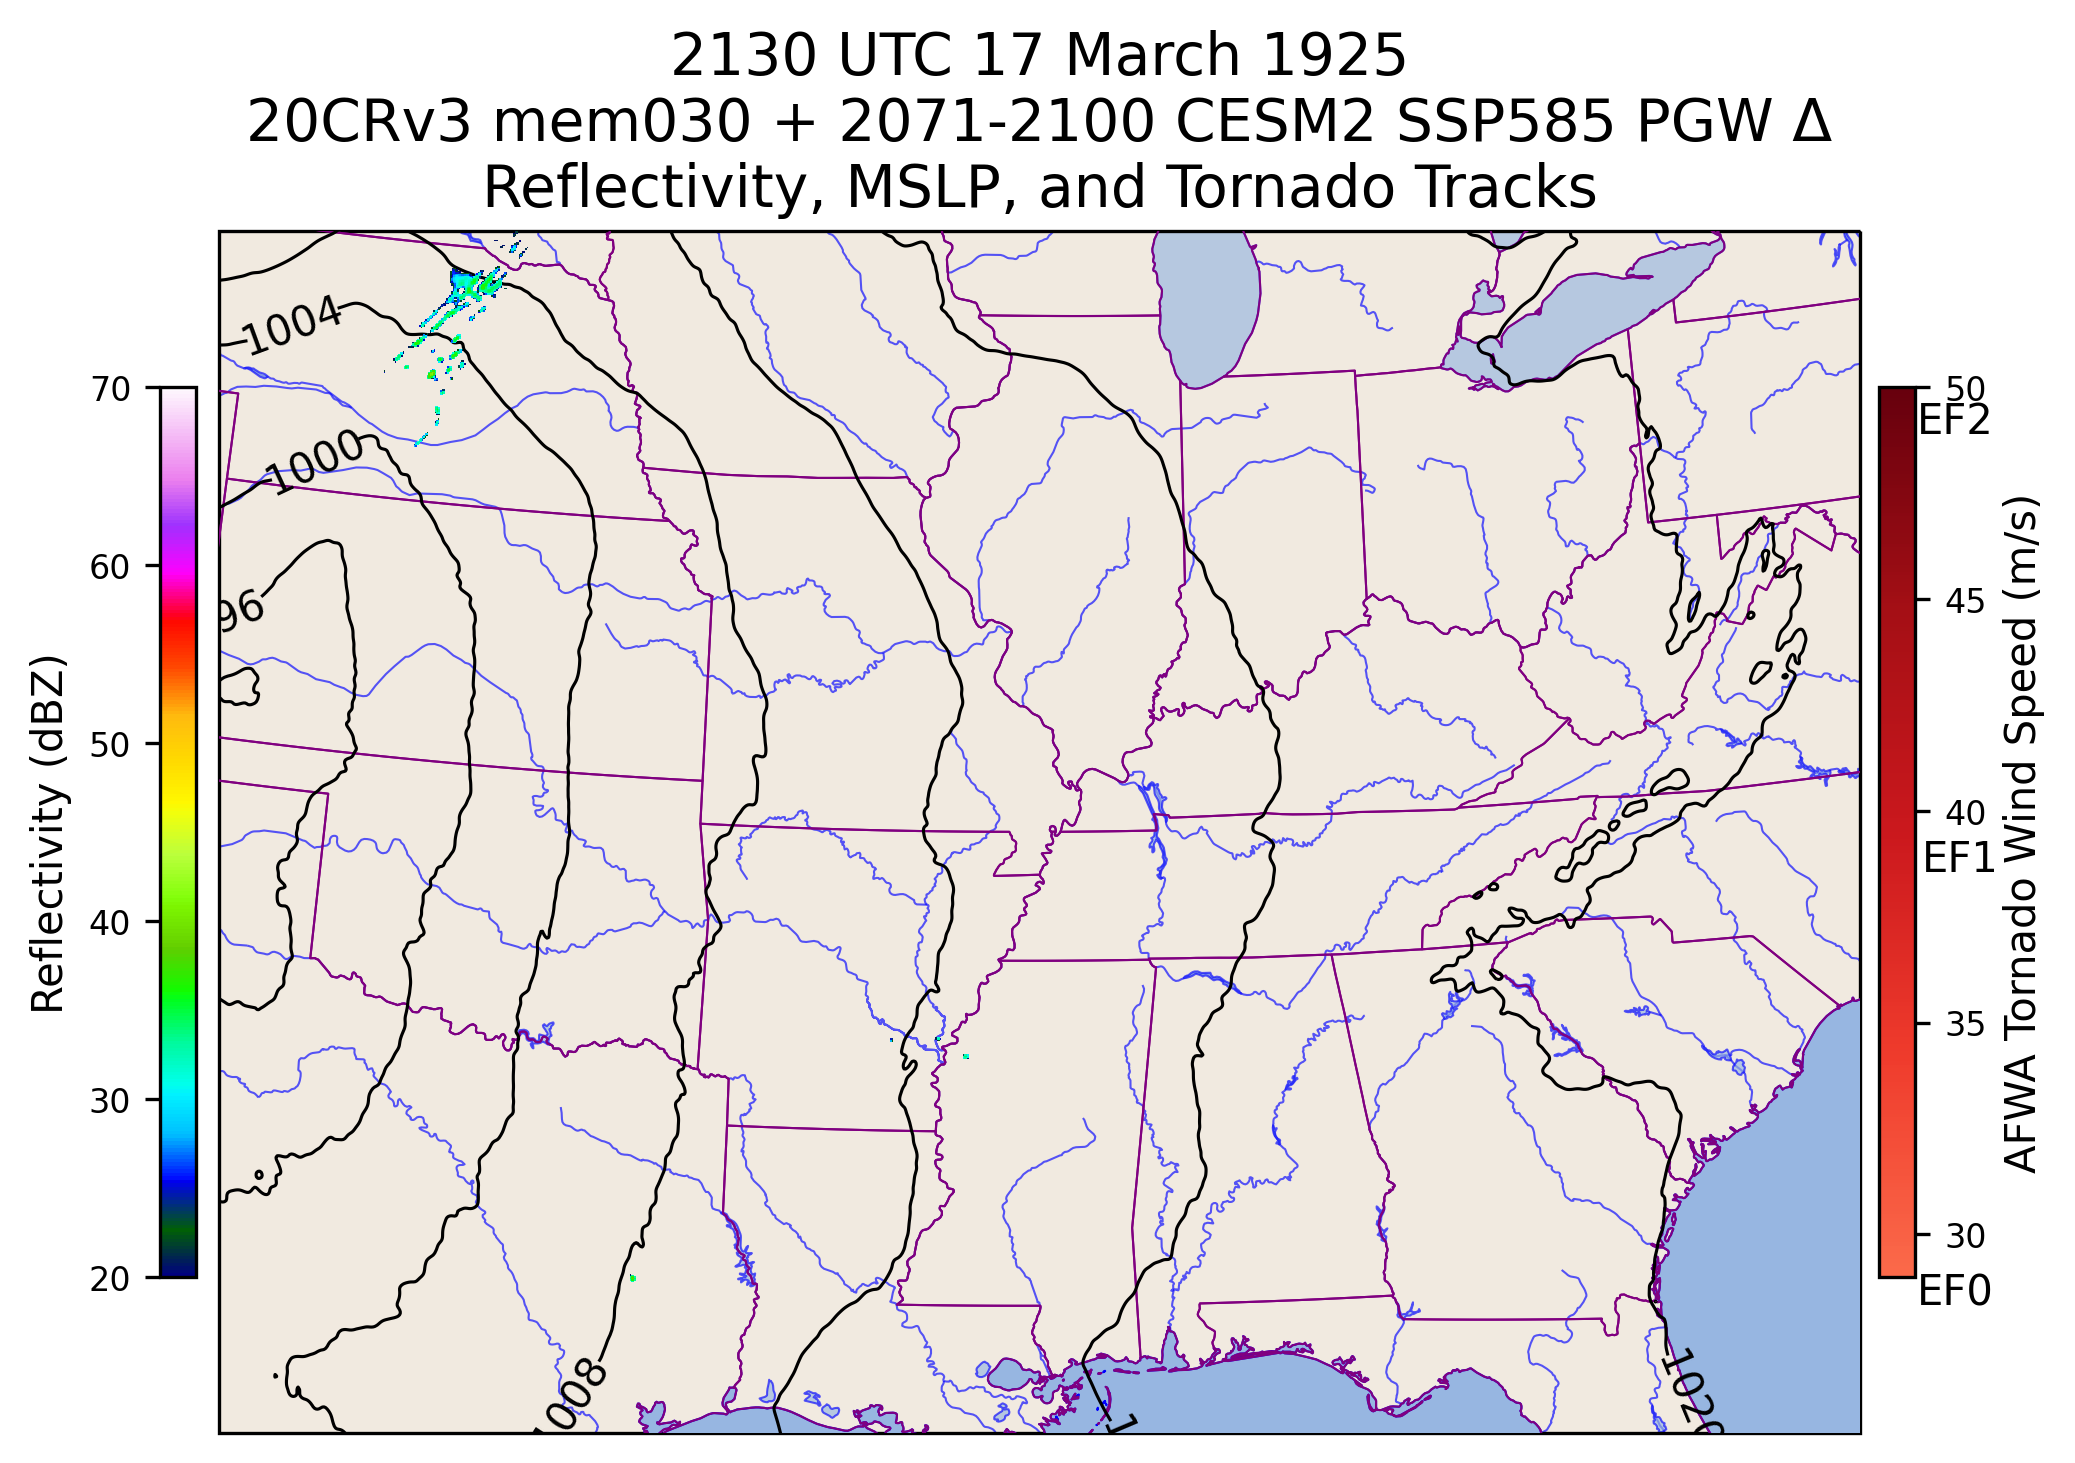 2130 UTC 17 March 1925
20CRv3 mem030 + 2071-2100 CESM2 SSP585 PGW Δ
Reflectivity, MSLP, and Tornado Tracks
1004
1000
96
1008
1
1020
Reflectivity (dBZ)
70
60
50
40
30
20
50
EF2
45
40
EF1
35
30
EF0
AFWA Tornado Wind Speed (m/s)